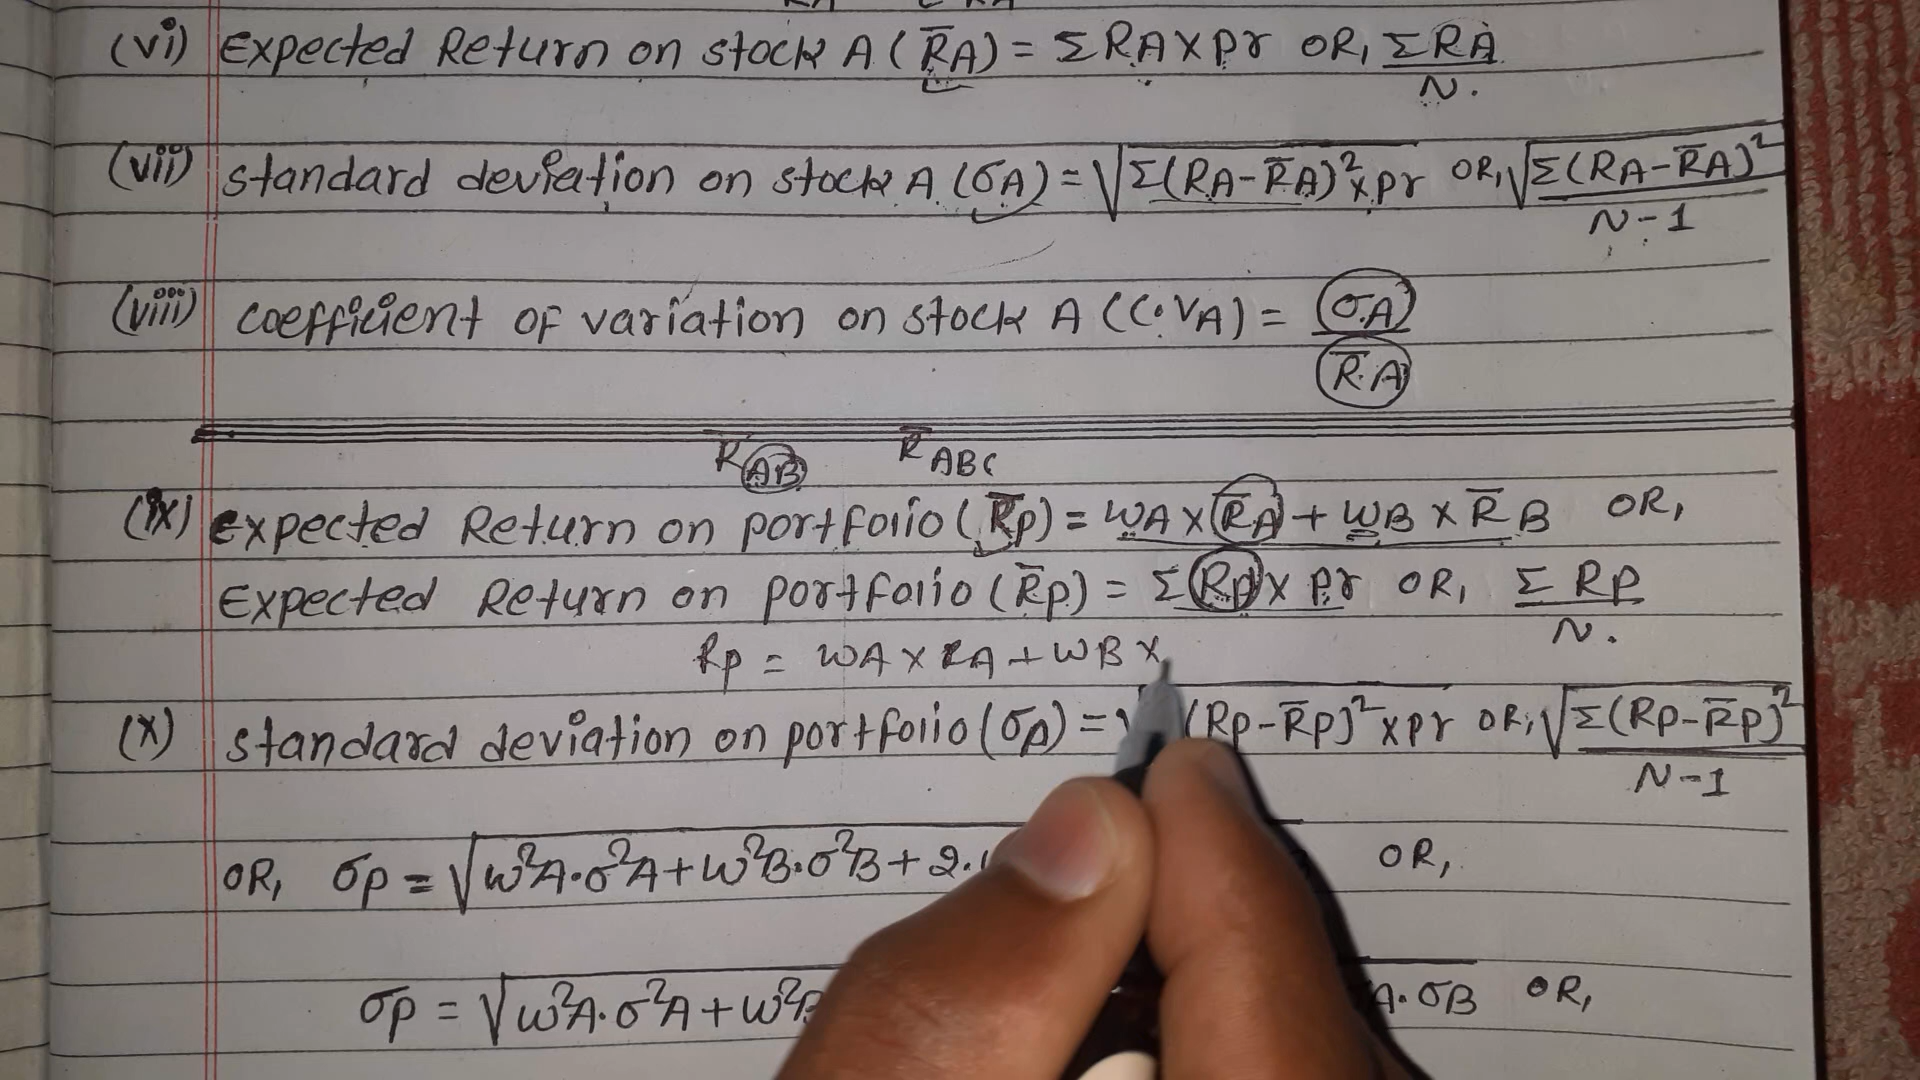 (vi) Expected Return on stock A (R̅A) = ΣRA×Pr OR, ΣRA/N.
(vii) standard deviation on stock A (σA) = √Σ(RA-R̅A)²×Pr OR, √Σ(RA-R̅A)²/N-1
(viii) coefficient of variation on stock A (C.VA) = σA/R̅A
R̅AB R̅ABC
(ix) Expected Return on portfolio (R̅p) = WA×R̅A + WB×R̅B OR,
Expected Return on portfolio (R̅p) = ΣRp×Pr OR, ΣRP/N.
Rp = WA×RA+WB×
(x) standard deviation on portfolio (σp) = √ (Rp-R̅p)²×Pr OR, √Σ(RP-R̅P)²/N-1
OR, σp = √w²A.σ²A+w²B.σ²B+2. OR,
σp = √w²A.σ²A+w²B A.σB OR,